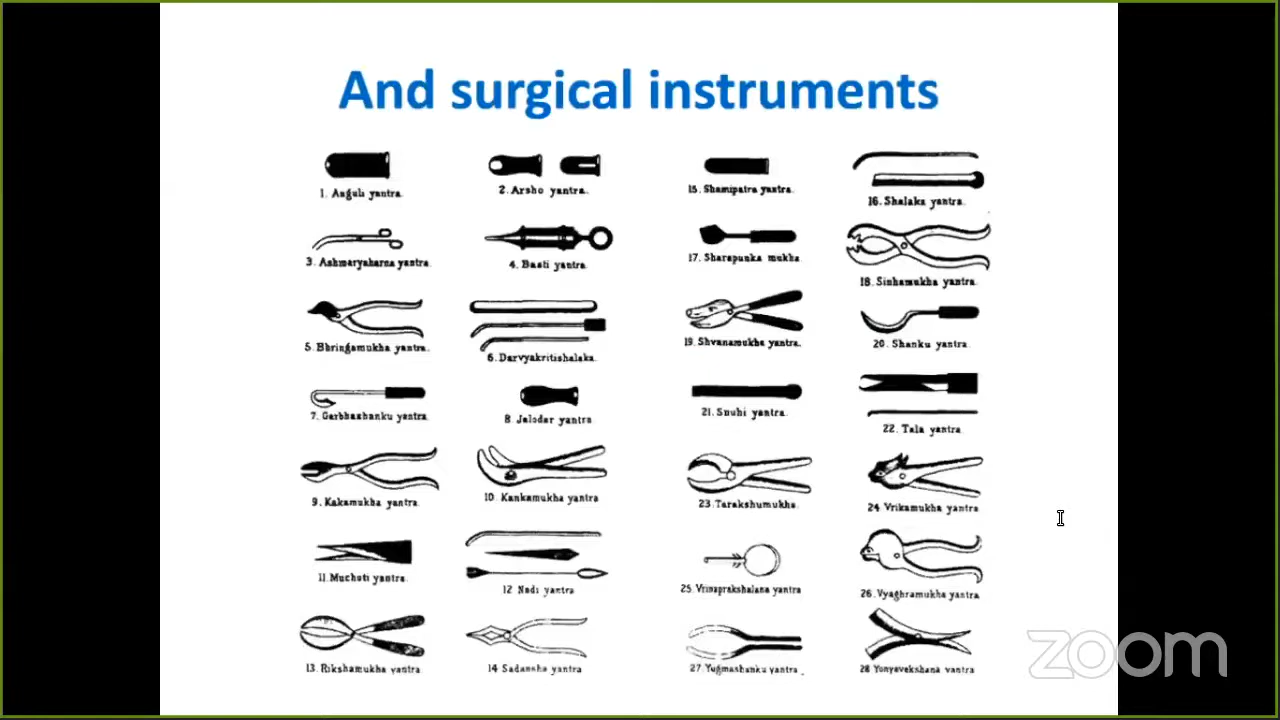 And surgical instruments
1. Anguli yantra.
2. Arsho yantra.
15. Shamipatra yantra.
16. Shalaka yantra.
3. Ashmaryaharna yantra.
4. Basti yantra.
17. Sharapunka mukha
18. Sinhamukha yantra.
5. Bhringamukha yantra.
6. Darvyakritishalaka.
19. Shvanamukha yantra.
20. Shanku yantra.
7. Garbhashanku yantra.
8. Jalodar yantra
21. Snuhi yantra.
22. Tala yantra.
9. Kakamukha yantra.
10. Kankamukha yantra
23. Tarakshumukha.
24 Vrikamukha yantra
11. Muchoti yantra.
12 Nadi yantra
25. Vrinaprakshalana yantra
26. Vyaghramukha yantra
13. Rikshamukha yantra
14 Sadansha yantra
27. Yugmashanku yantra.
28 Yonyavekshana yantra
zoom